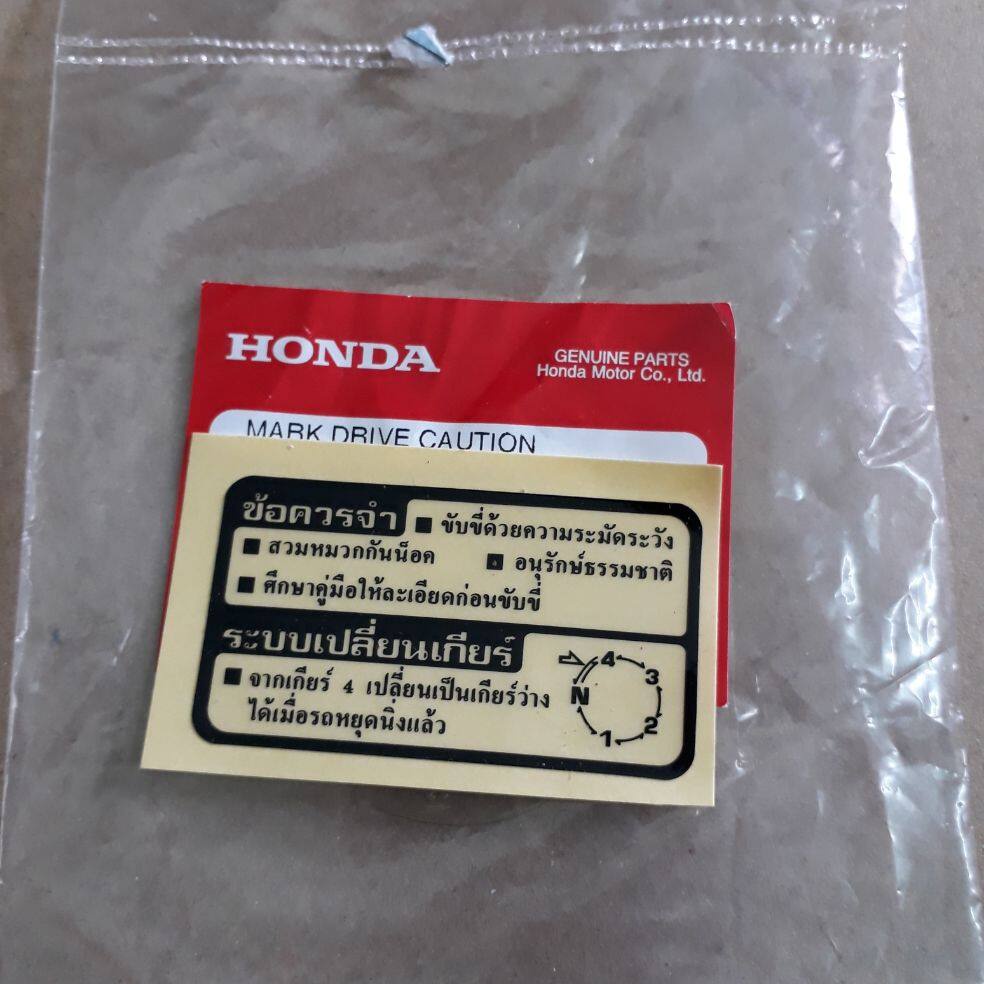 HONDA
GENUINE PARTS
Honda Motor Co., Ltd.
MARK DRIVE CAUTION
ข้อควรจำ
■ ขับขี่ด้วยความระมัดระวัง
■ สวมหมวกกันน็อค ■ อนุรักษ์ธรรมชาติ
■ ศึกษาคู่มือให้ละเอียดก่อนขับขี่
ระบบเปลี่ยนเกียร์
■ จากเกียร์ 4 เปลี่ยนเป็นเกียร์ว่าง
ได้เมื่อรถหยุดนิ่งแล้ว
4
3
N
2
1